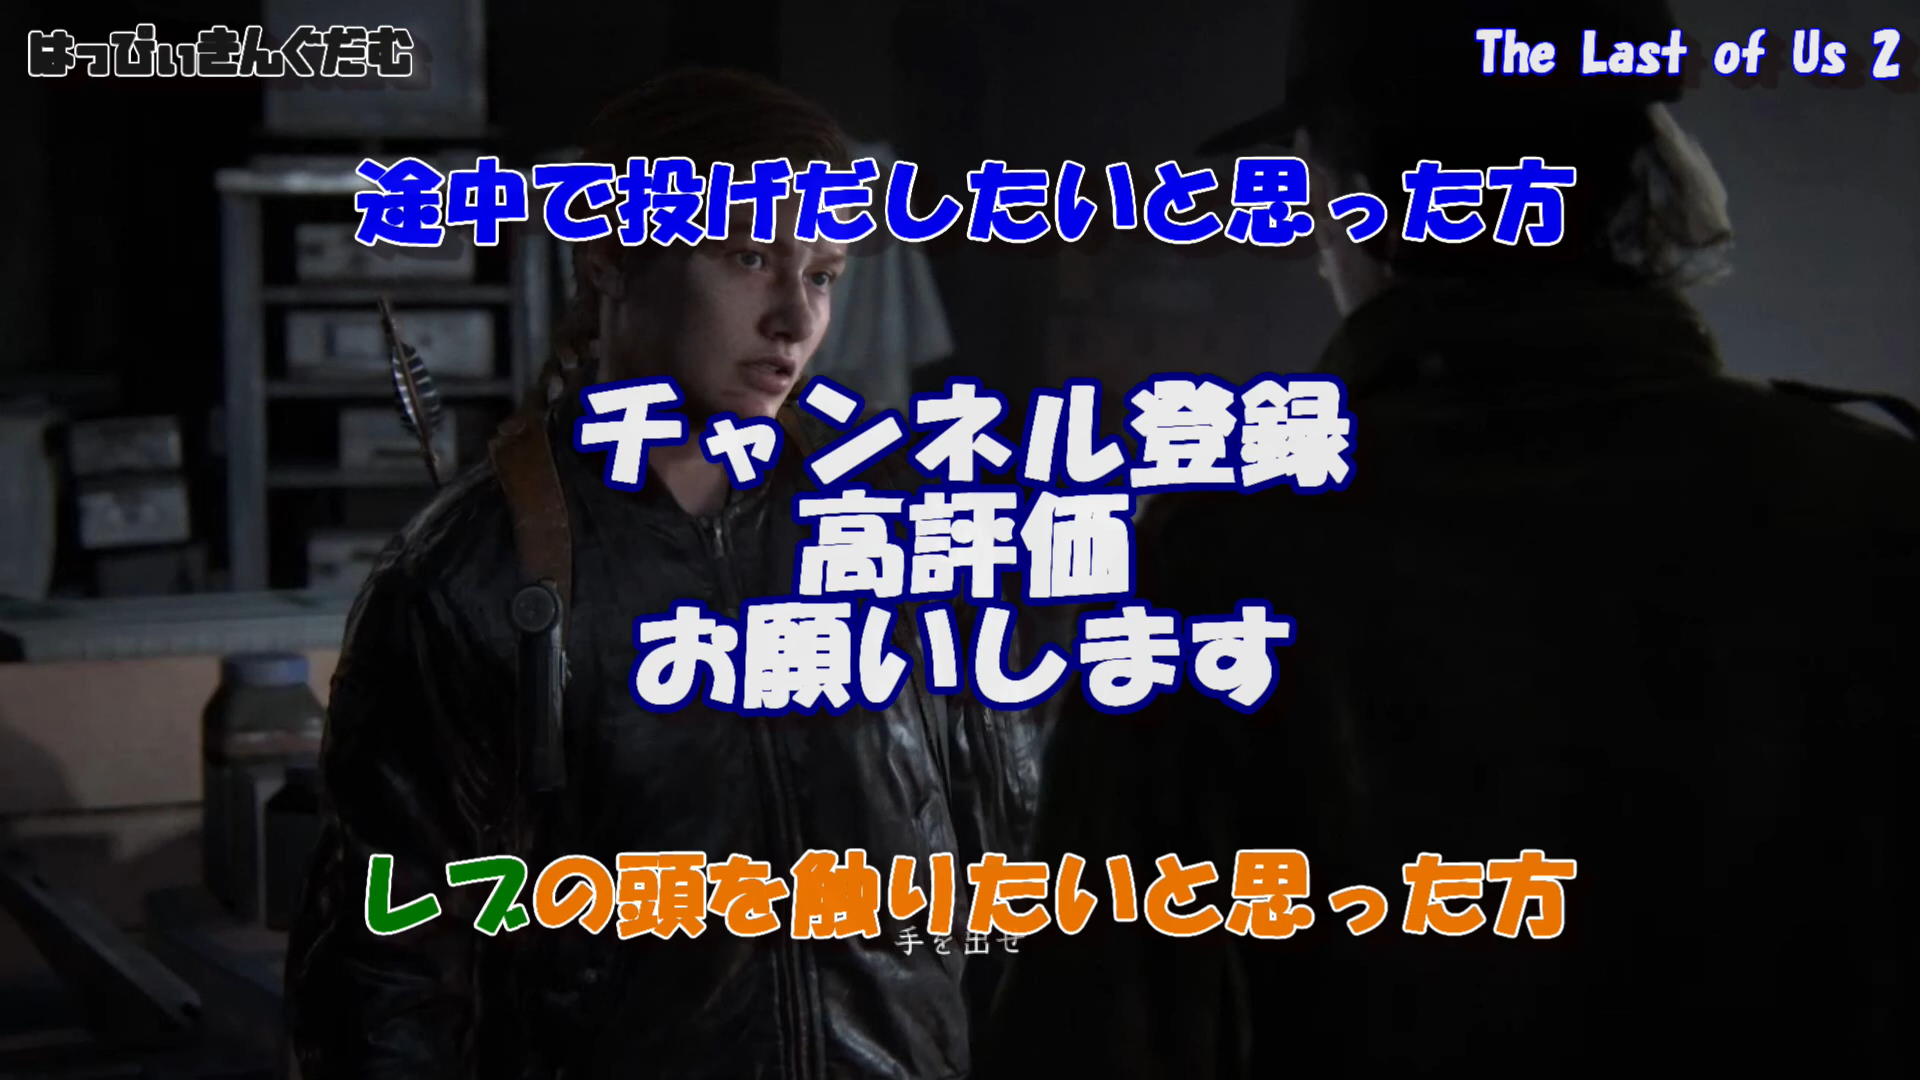 はっぴぃきんぐだむ
The Last of Us 2
途中で投げだしたいと思った方
チャンネル登録
高評価
お願いします
レブの頭を触りたいと思った方
手を出せ